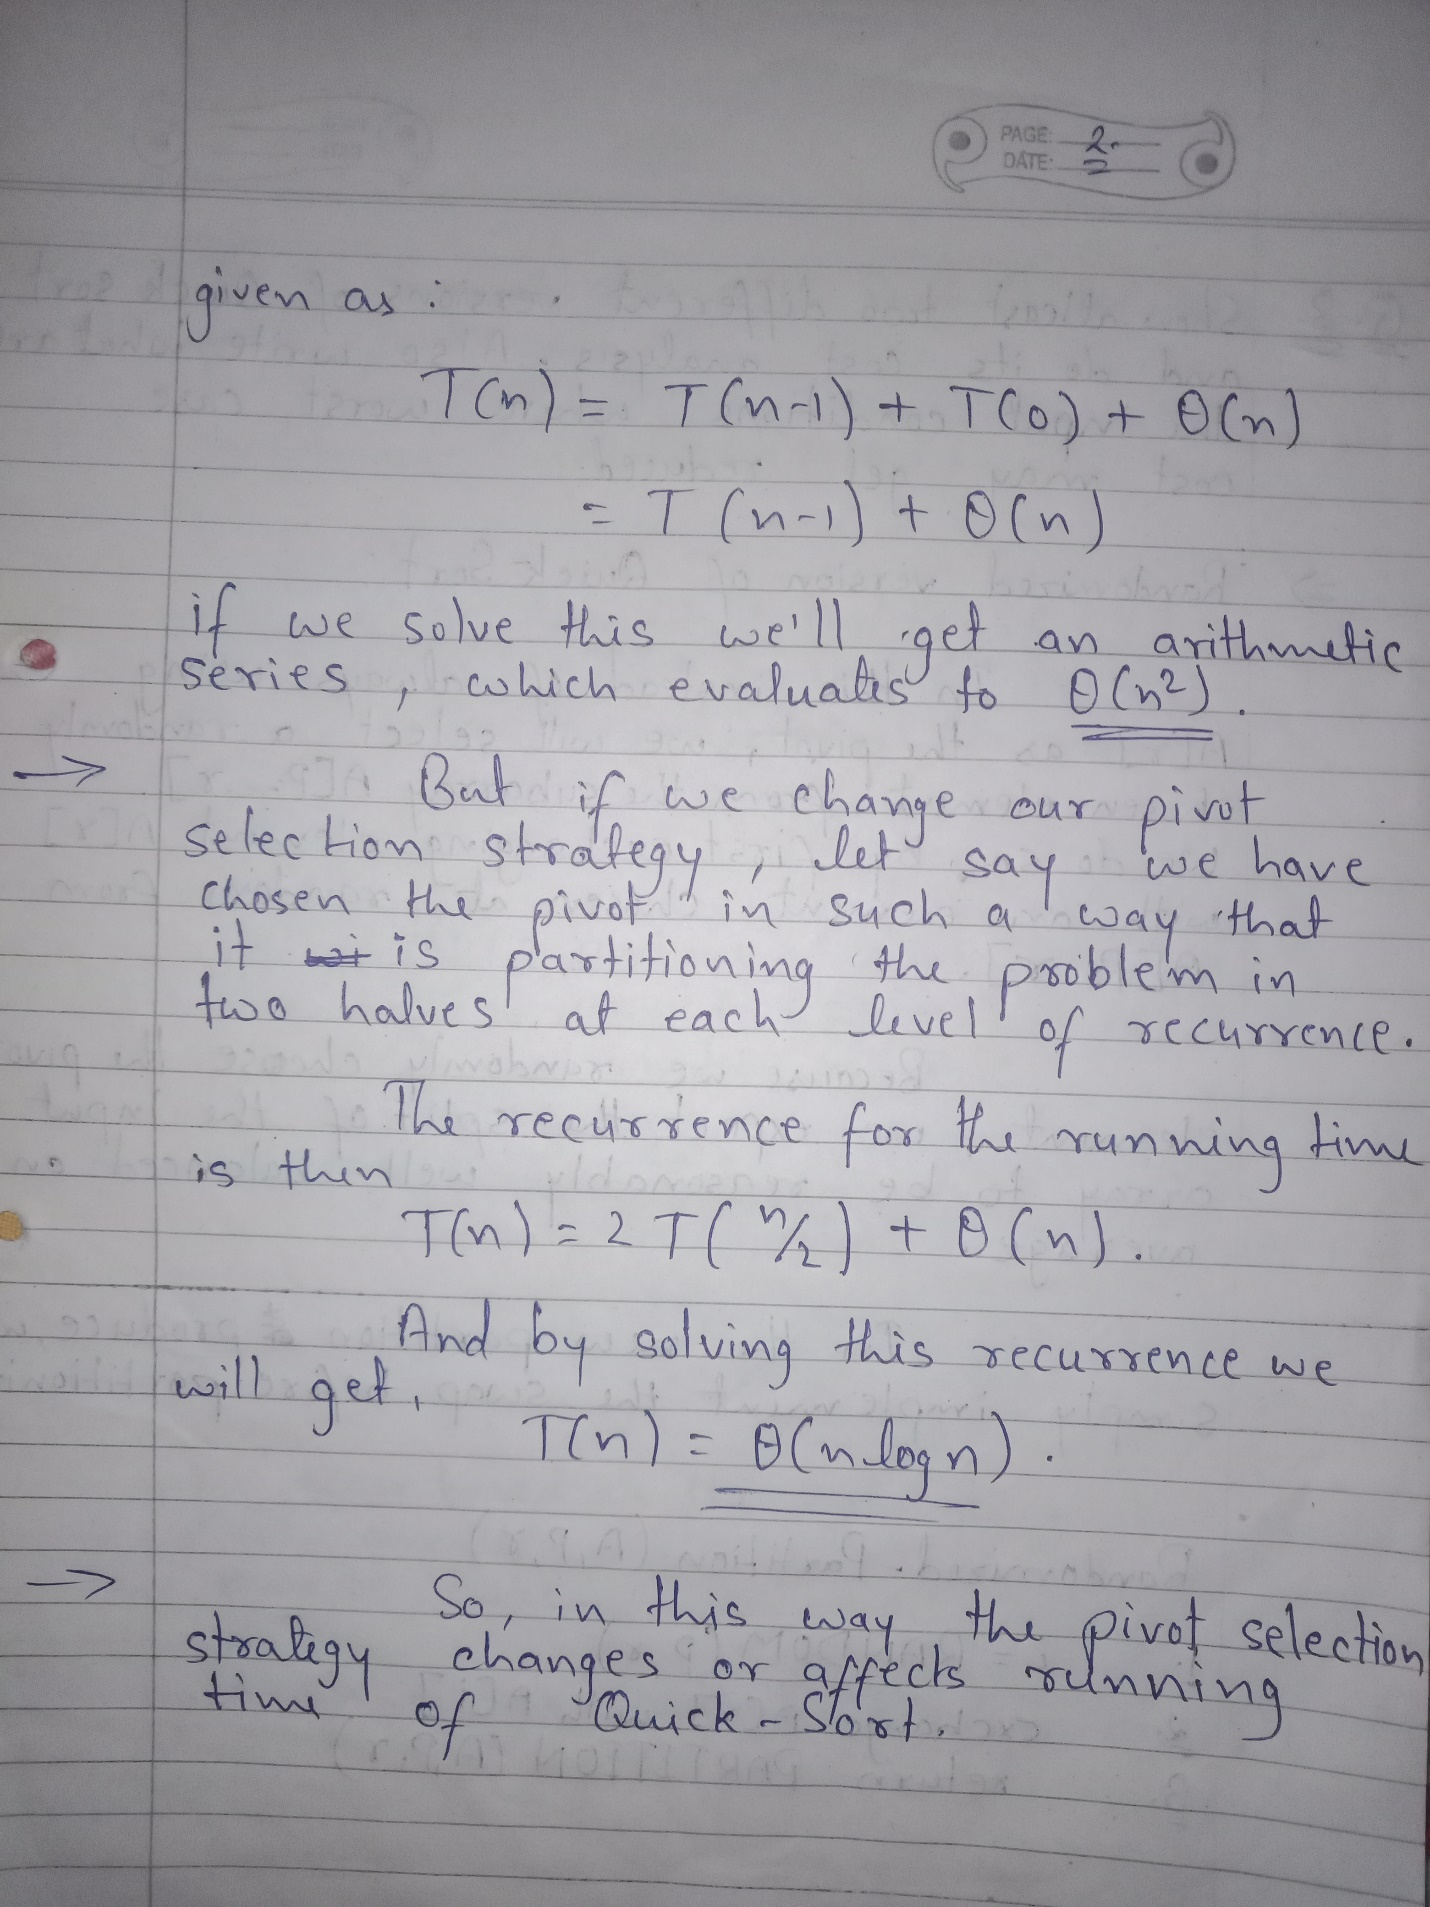 PAGE: 2.
DATE:
given as :
T(n) = T(n-1) + T(0) + θ(n)
= T(n-1) + θ(n)
if we solve this we'll get an arithmetic
series, which evaluates to θ(n²).
→ But if we change our pivot
selection strategy, let say we have
chosen the pivot in such a way that
it is partitioning the problem in
two halves at each level of recurrence.
The recurrence for the running time
is then
T(n) = 2T(n/2) + θ(n).
And by solving this recurrence we
will get,
T(n) = θ(n log n).
→ So, in this way the pivot selection
strategy changes or affects running
time of Quick-Sort.